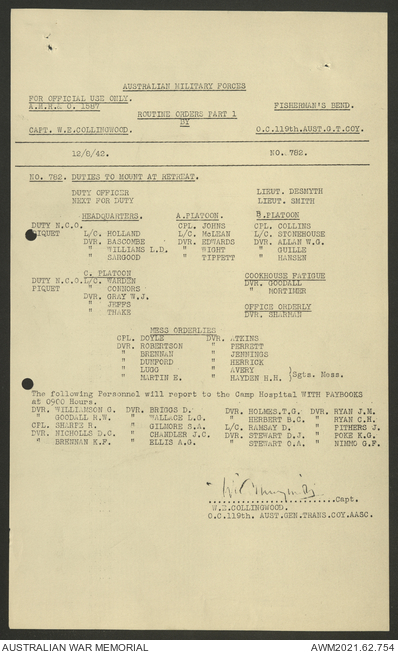 AUSTRALIAN MILITARY FORCES
FOR OFFICIAL USE ONLY.
A.H.H.& O. 1587 FISHERMAN'S BEND.
ROUTINE ORDERS PART 1
BY
CAPT. W.E.COLLINGWOOD. O.C.119th.AUST.G.T.COY.
12/8/42. NO. 782.
NO. 782. DUTIES TO MOUNT AT RETREAT.
DUTY OFFICER LIEUT. DESMYTH
NEXT FOR DUTY LIEUT. SMITH
HEADQUARTERS. A.PLATOON. B.PLATOON
DUTY N.C.O. CPL. JOHNS CPL. COLLINS
PIQUET L/C. HOLLAND L/C. McLEAN L/C. STONEHOUSE
DVR. BASCOMBE DVR. EDWARDS DVR. ALLAN W.G.
" WILLIAMS L.D. " WIGHT " GUILLE
" SARGOOD " TIPPETT " HANSEN
C. PLATOON COOKHOUSE FATIGUE
DUTY N.C.O. L/C. WARDEN DVR. GOODALL
PIQUET " CONNORS " MORTIMER
DVR. GRAY W.J.
" JEFFS OFFICE ORDERLY
" THAKE DVR. SHARMAN
MESS ORDERLIES
CPL. DOYLE DVR. ATKINS
DVR. ROBERTSON " PERRETT
" BRENNAN " JENNINGS
" DUMFORD " HERRICK
" LUGG " AVERY
" MARTIN E. " HAYDEN H.H. }Sgts. Mess.
The following Personnel will report to the Camp Hospital WITH PAYBOOKS
at 0900 Hours.
DVR. WILLIAMSON G. DVR. BRIGGS D. DVR. HOLMES.T.G. DVR. RYAN J.M.
" GOODALL R.W. " WALLACE L.G. " HERBERT B.G. " RYAN C.H.
CPL. SHARPE R. " GILMORE S.A. L/C. RAMSAY D. " PITHERS J.
DVR. NICHOLLS D.C. " CHANDLER J.C. DVR. STEWART D.J. " POKE K.G.
" BRENNAN K.F. " ELLIS A.G. " STEWART C.A. " NIMMO G.F.
Capt.
W.E.COLLINGWOOD.
O.C.119th. AUST.GEN.TRANS.COY.AASC.
AUSTRALIAN WAR MEMORIAL AWM2021.62.754